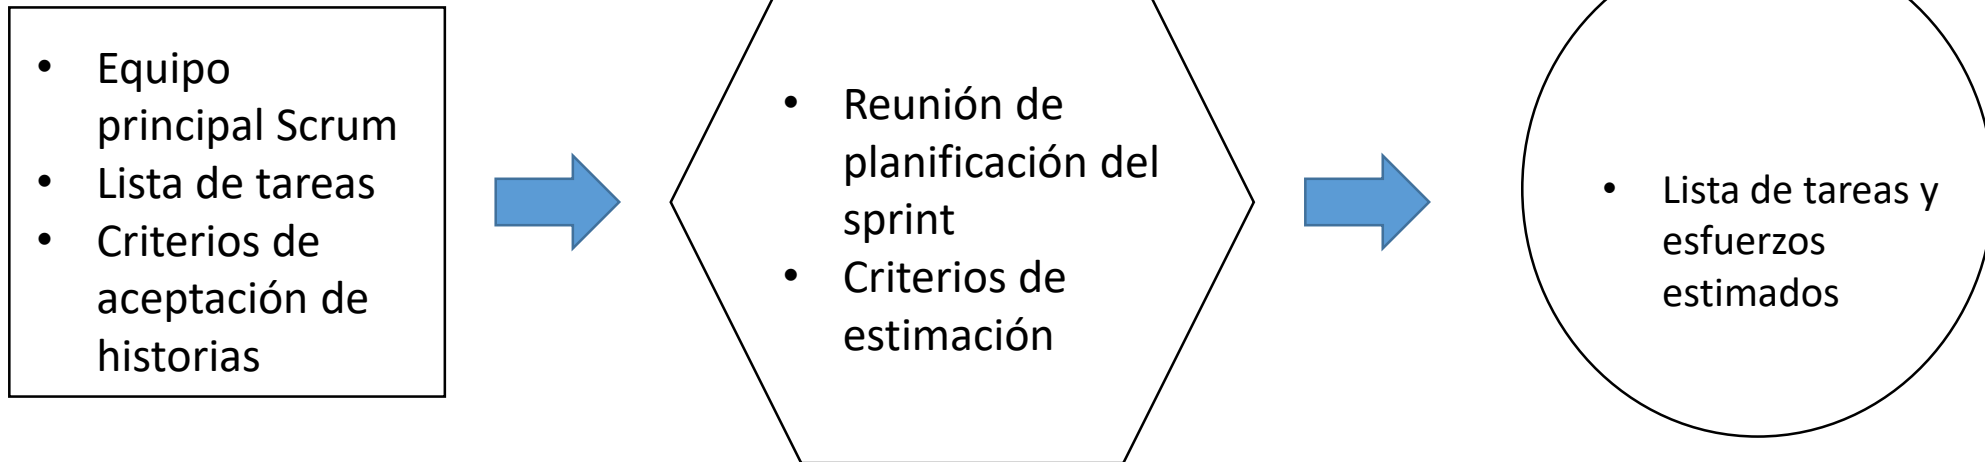 • Equipo
principal Scrum
• Lista de tareas
• Criterios de
aceptación de
historias
• Reunión de
planificación del
sprint
• Criterios de
estimación
• Lista de tareas y
esfuerzos
estimados